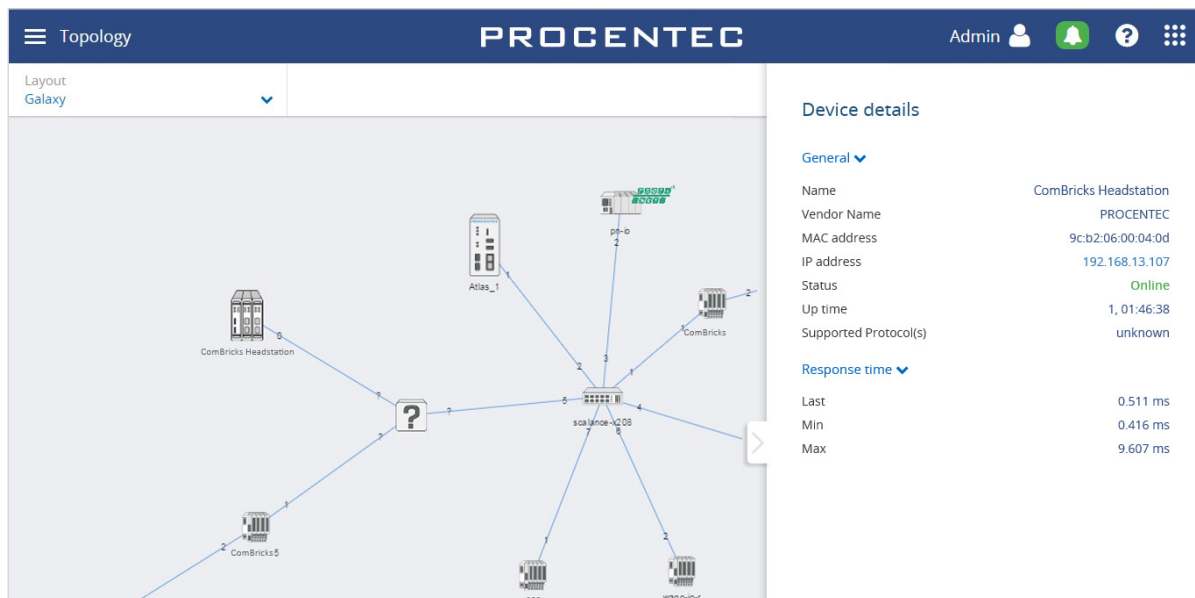 Topology
PROCENTEC
Admin
?
Layout
Galaxy
Device details
General
Name ComBricks Headstation
Vendor Name PROCENTEC
MAC address 9c:b2:06:00:04:0d
IP address 192.168.13.107
Status Online
Up time 1, 01:46:38
Supported Protocol(s) unknown
Response time
Last 0.511 ms
Min 0.416 ms
Max 9.607 ms
pn-io
2
Atlas_1
1
2
ComBricks
1
0
ComBricks Headstation
2
3
1
?
?
?
?
5
4
scalance-x208
7
6
1
2
ComBricks5
1
2